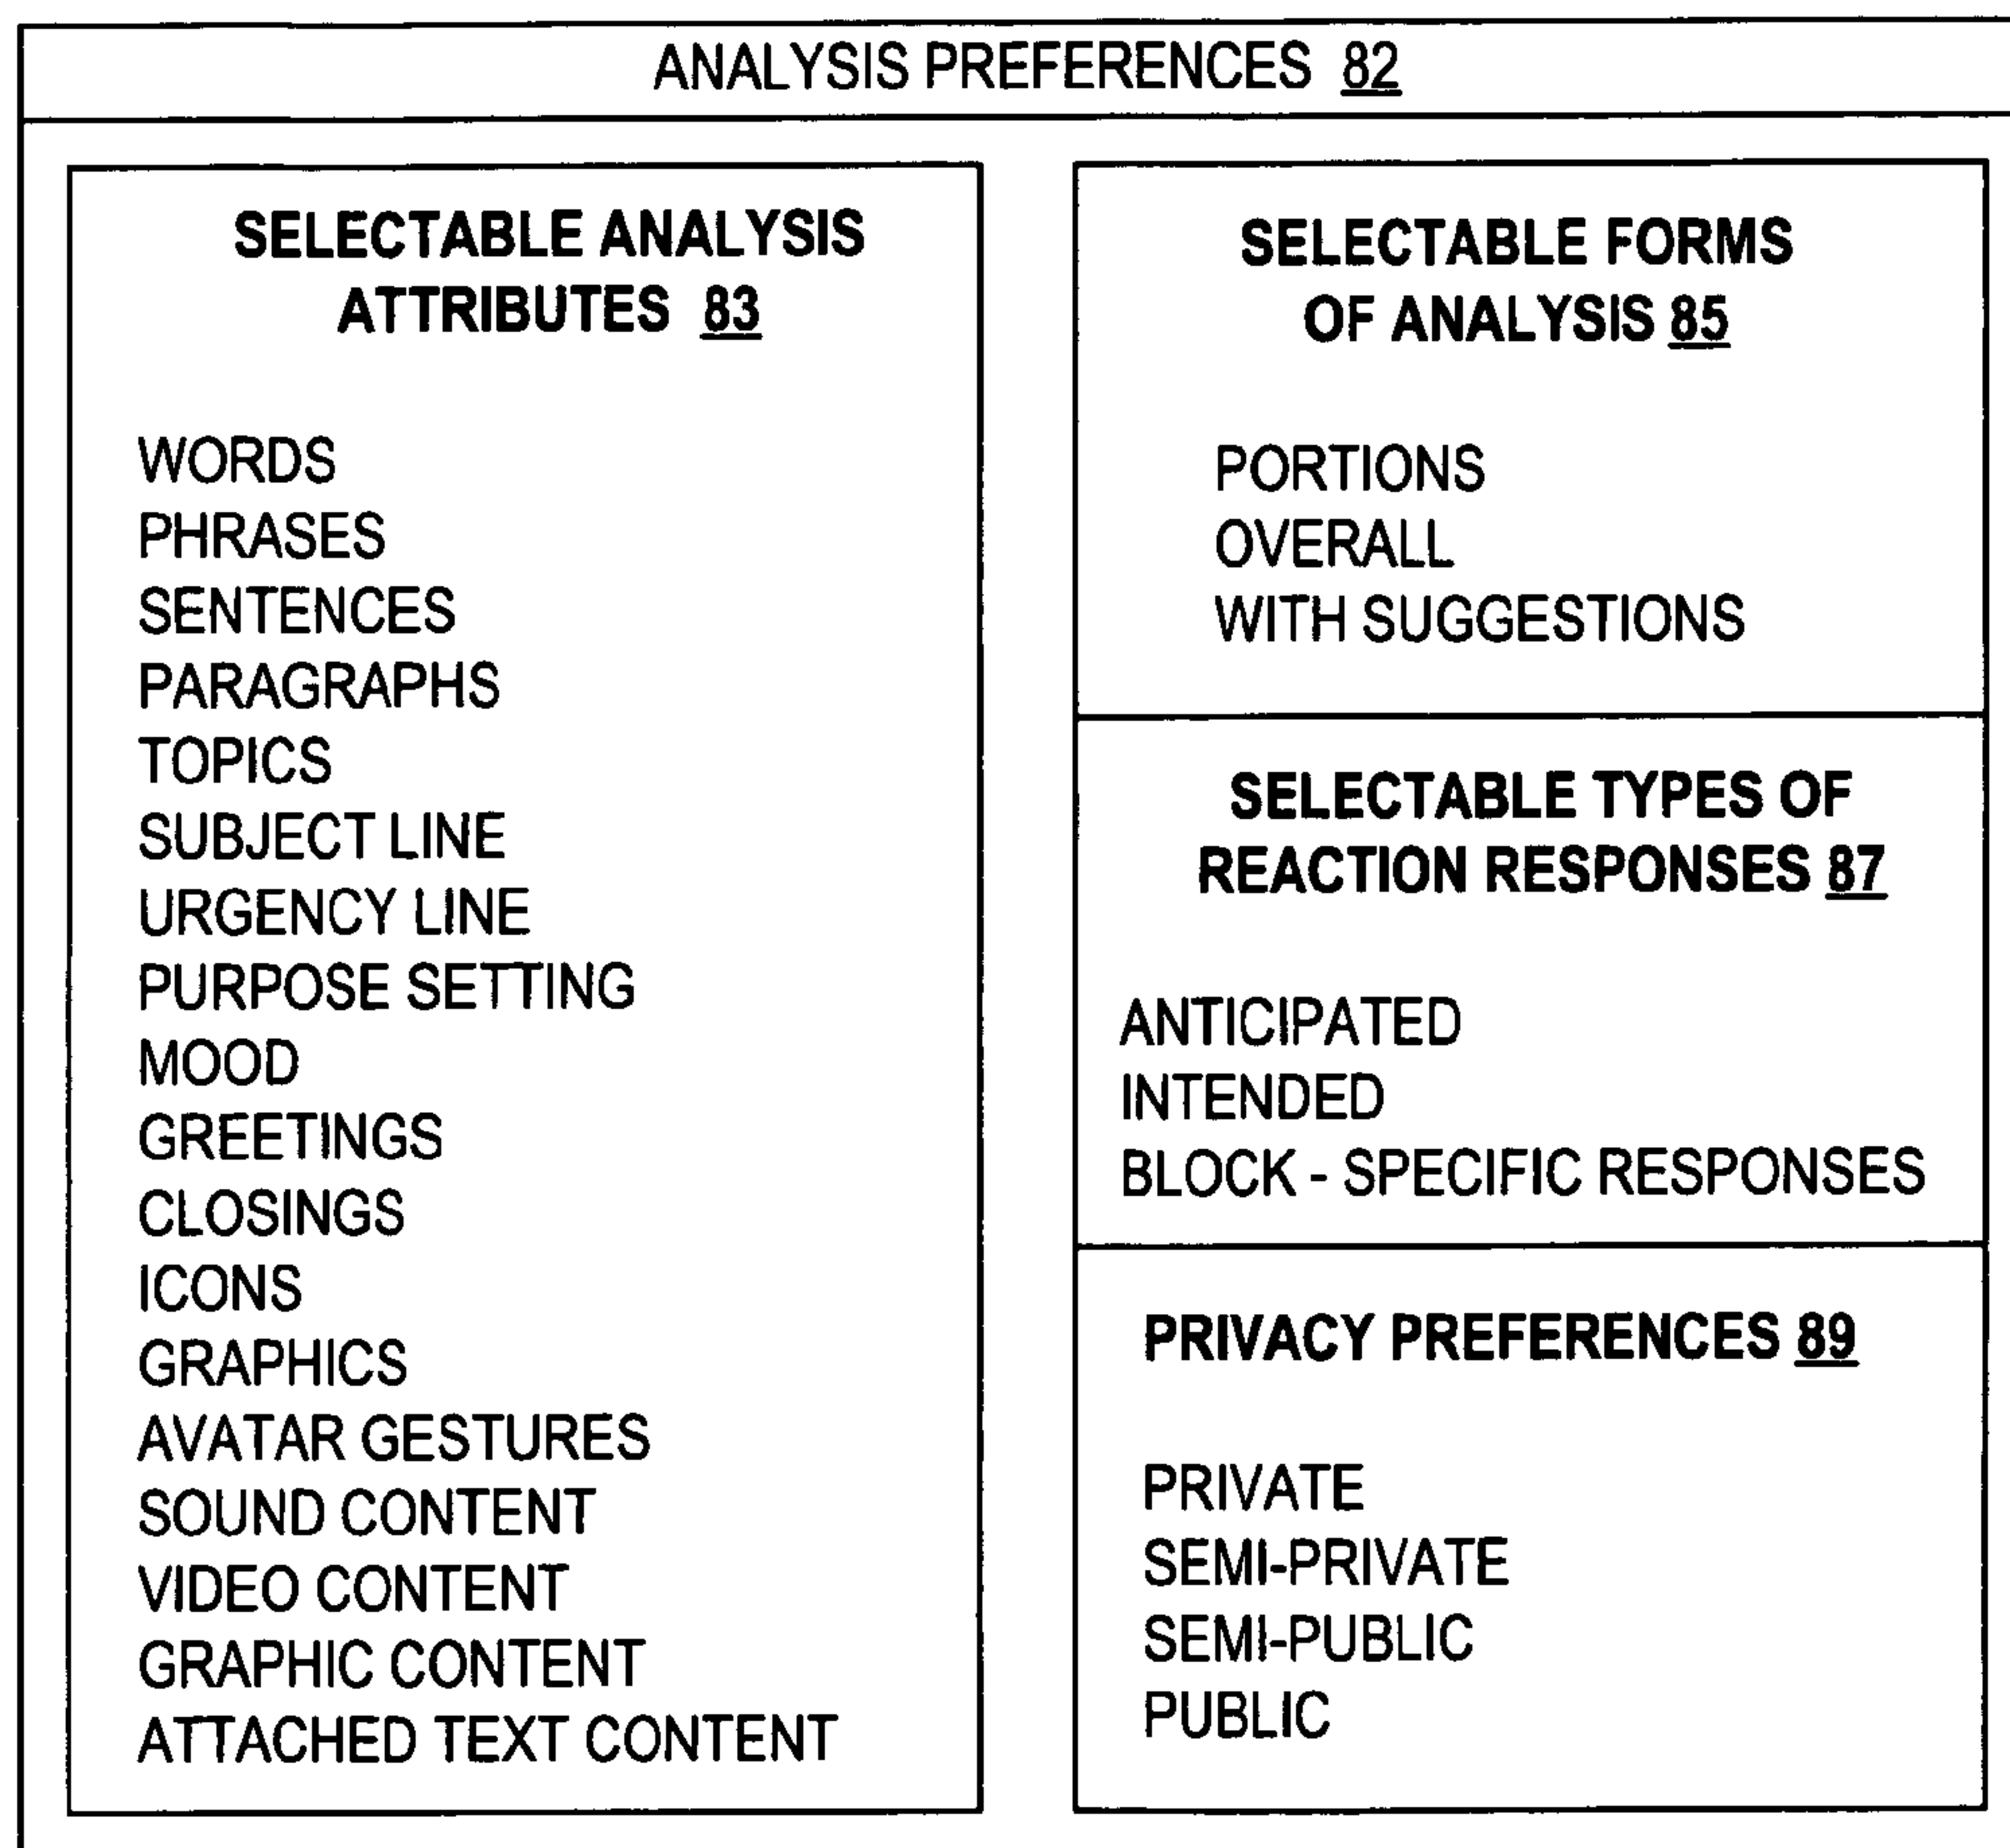 ANALYSIS PREFERENCES 82
SELECTABLE ANALYSIS
ATTRIBUTES 83
WORDS
PHRASES
SENTENCES
PARAGRAPHS
TOPICS
SUBJECT LINE
URGENCY LINE
PURPOSE SETTING
MOOD
GREETINGS
CLOSINGS
ICONS
GRAPHICS
AVATAR GESTURES
SOUND CONTENT
VIDEO CONTENT
GRAPHIC CONTENT
ATTACHED TEXT CONTENT
SELECTABLE FORMS
OF ANALYSIS 85
PORTIONS
OVERALL
WITH SUGGESTIONS
SELECTABLE TYPES OF
REACTION RESPONSES 87
ANTICIPATED
INTENDED
BLOCK - SPECIFIC RESPONSES
PRIVACY PREFERENCES 89
PRIVATE
SEMI-PRIVATE
SEMI-PUBLIC
PUBLIC